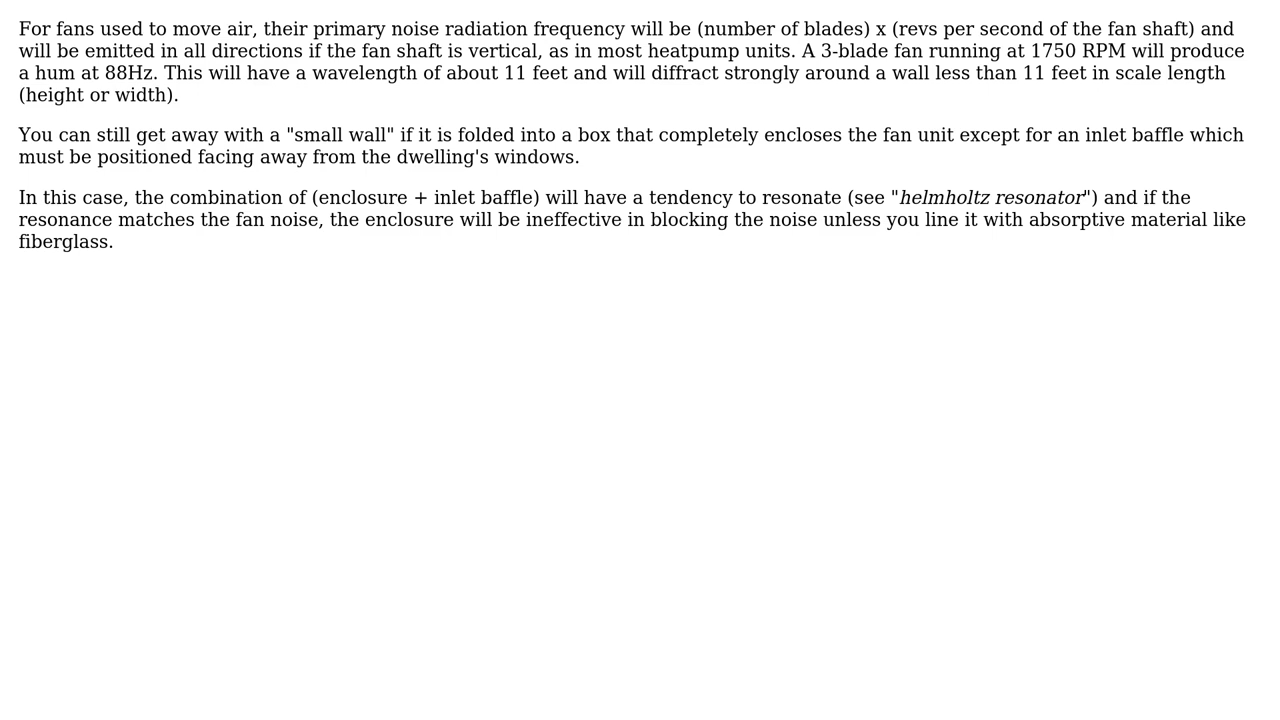 For fans used to move air, their primary noise radiation frequency will be (number of blades) x (revs per second of the fan shaft) and
will be emitted in all directions if the fan shaft is vertical, as in most heatpump units. A 3-blade fan running at 1750 RPM will produce
a hum at 88Hz. This will have a wavelength of about 11 feet and will diffract strongly around a wall less than 11 feet in scale length
(height or width).
You can still get away with a "small wall" if it is folded into a box that completely encloses the fan unit except for an inlet baffle which
must be positioned facing away from the dwelling's windows.
In this case, the combination of (enclosure + inlet baffle) will have a tendency to resonate (see "helmholtz resonator") and if the
resonance matches the fan noise, the enclosure will be ineffective in blocking the noise unless you line it with absorptive material like
fiberglass.